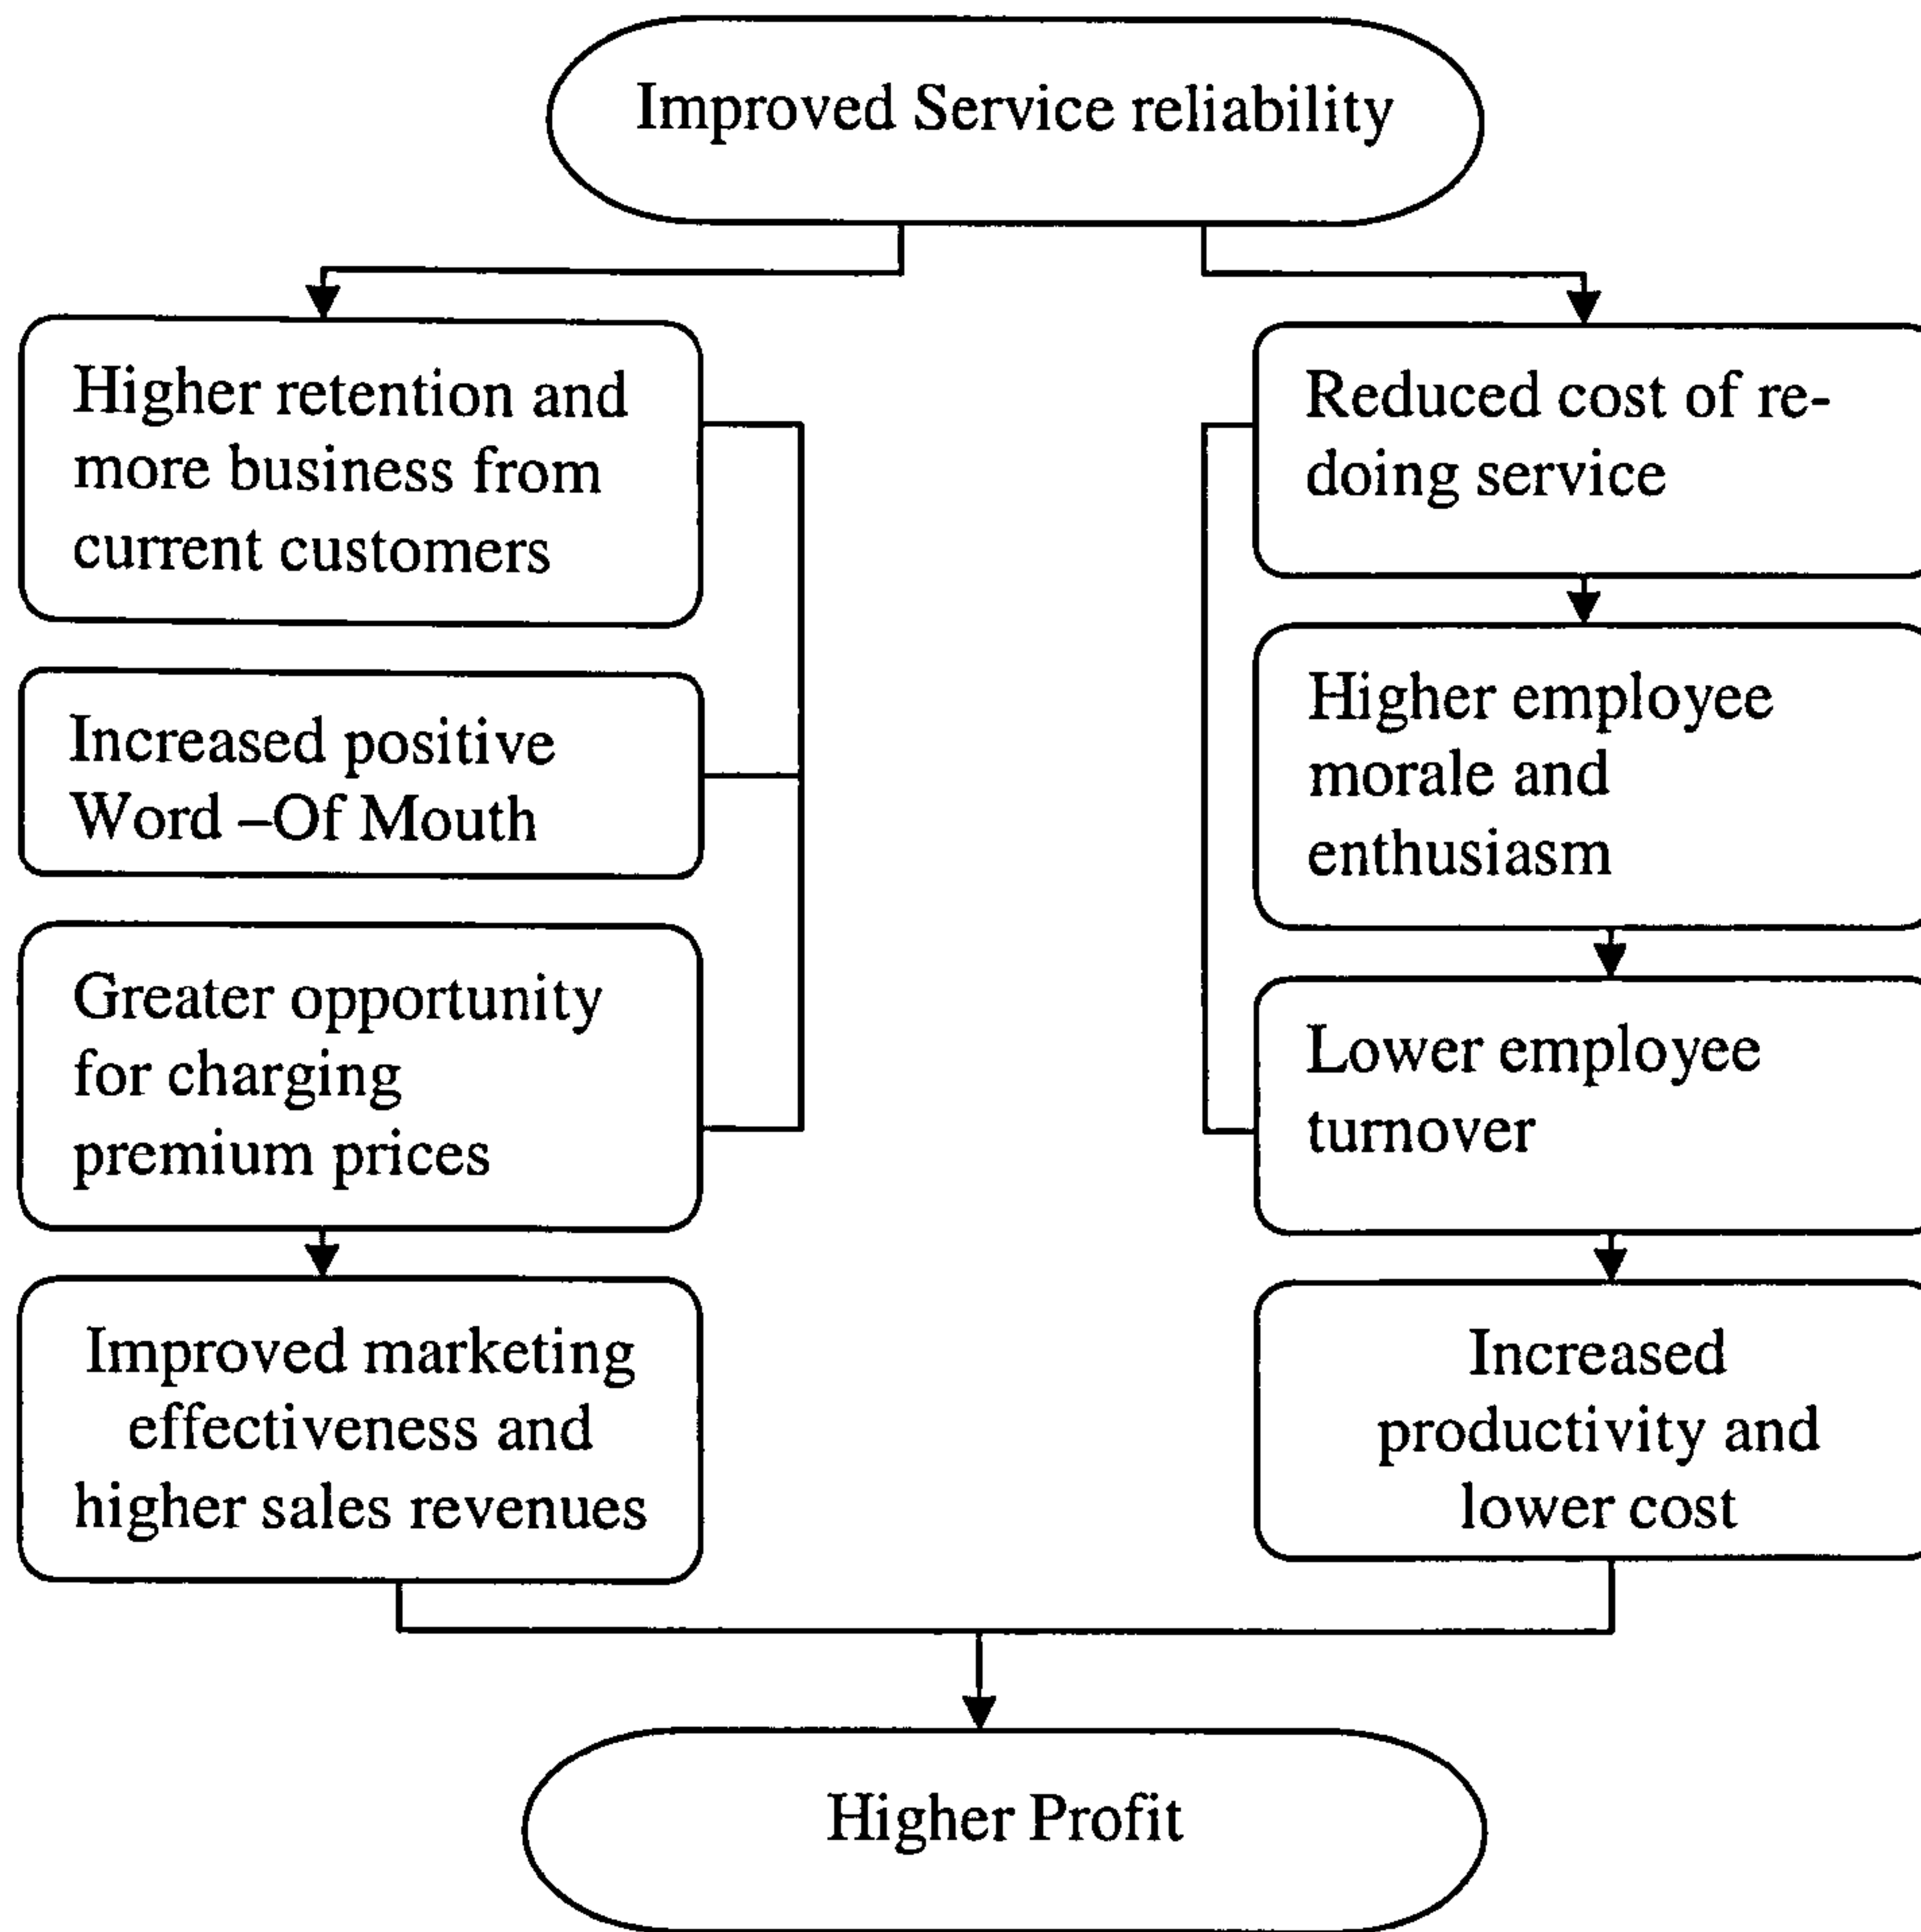 Improved Service reliability
Higher retention and
more business from
current customers
Increased positive
Word –Of Mouth
Greater opportunity
for charging
premium prices
Improved marketing
effectiveness and
higher sales revenues
Reduced cost of re-
doing service
Higher employee
morale and
enthusiasm
Lower employee
turnover
Increased
productivity and
lower cost
Higher Profit